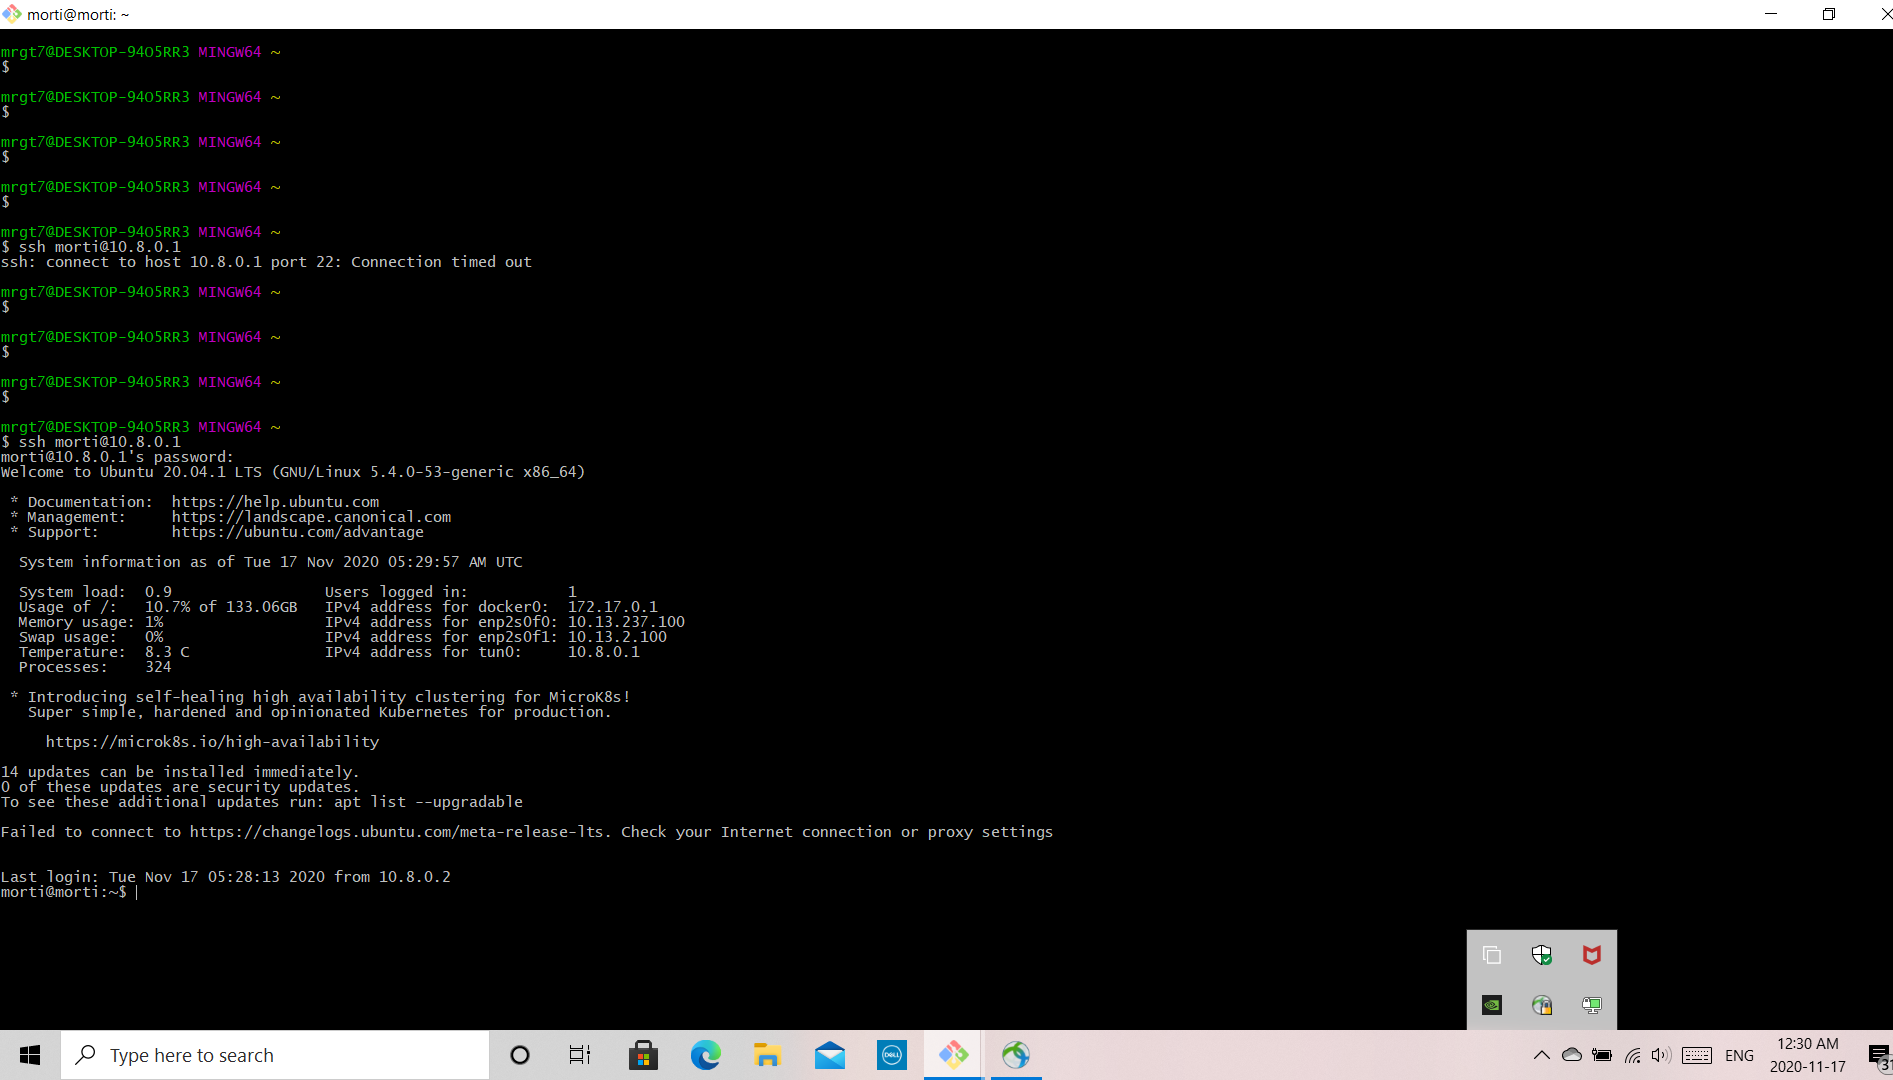 morti@morti: ~
mrgt7@DESKTOP-94O5RR3 MINGW64 ~
$
mrgt7@DESKTOP-94O5RR3 MINGW64 ~
$
mrgt7@DESKTOP-94O5RR3 MINGW64 ~
$
mrgt7@DESKTOP-94O5RR3 MINGW64 ~
$
mrgt7@DESKTOP-94O5RR3 MINGW64 ~
$ ssh morti@10.8.0.1
ssh: connect to host 10.8.0.1 port 22: Connection timed out
mrgt7@DESKTOP-94O5RR3 MINGW64 ~
$
mrgt7@DESKTOP-94O5RR3 MINGW64 ~
$
mrgt7@DESKTOP-94O5RR3 MINGW64 ~
$
mrgt7@DESKTOP-94O5RR3 MINGW64 ~
$ ssh morti@10.8.0.1
morti@10.8.0.1's password:
Welcome to Ubuntu 20.04.1 LTS (GNU/Linux 5.4.0-53-generic x86_64)
* Documentation:  https://help.ubuntu.com
* Management:     https://landscape.canonical.com
* Support:        https://ubuntu.com/advantage
System information as of Tue 17 Nov 2020 05:29:57 AM UTC
System load:  0.9                 Users logged in:           1
Usage of /:   10.7% of 133.06GB   IPv4 address for docker0:  172.17.0.1
Memory usage: 1%                  IPv4 address for enp2s0f0: 10.13.237.100
Swap usage:   0%                  IPv4 address for enp2s0f1: 10.13.2.100
Temperature:  8.3 C               IPv4 address for tun0:     10.8.0.1
Processes:    324
* Introducing self-healing high availability clustering for MicroK8s!
Super simple, hardened and opinionated Kubernetes for production.
https://microk8s.io/high-availability
14 updates can be installed immediately.
0 of these updates are security updates.
To see these additional updates run: apt list --upgradable
Failed to connect to https://changelogs.ubuntu.com/meta-release-lts. Check your Internet connection or proxy settings
Last login: Tue Nov 17 05:28:13 2020 from 10.8.0.2
morti@morti:~$
Type here to search
DELL
ENG
12:30 AM
2020-11-17
31